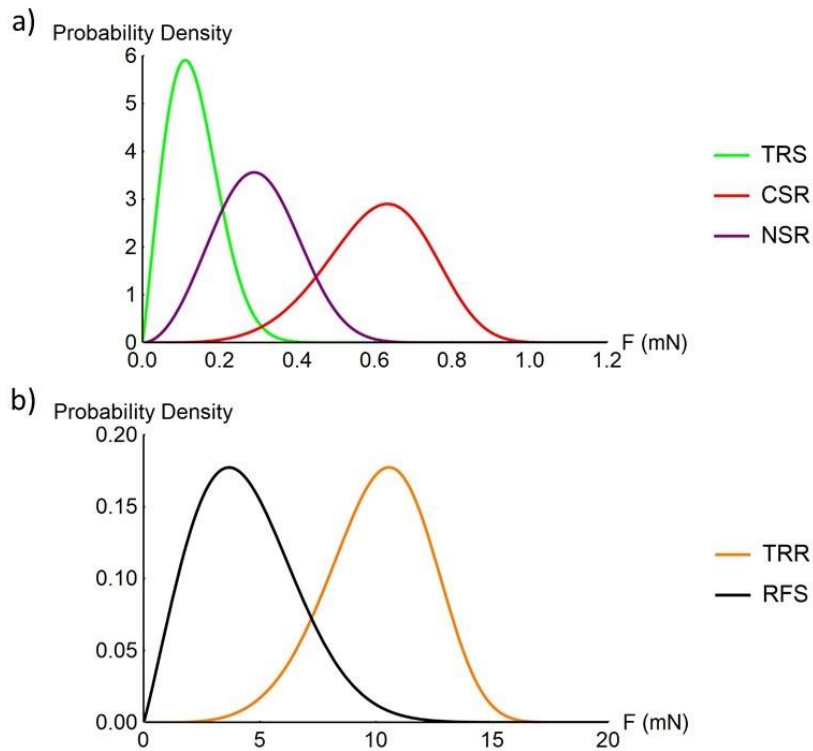 a)
Probability Density
6
5
4
3
2
1
0
0.0 0.2 0.4 0.6 0.8 1.0 1.2
F (mN)
TRS
CSR
NSR
b)
Probability Density
0.20
0.15
0.10
0.05
0.00
0 5 10 15 20
F (mN)
TRR
RFS